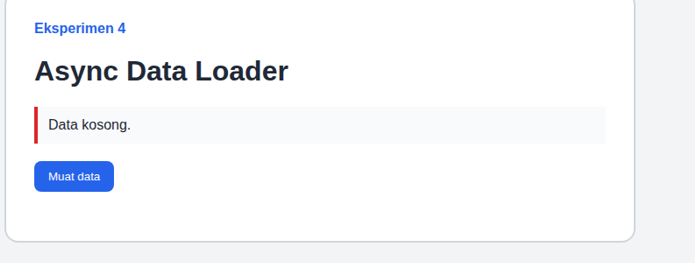 Eksperimen 4
Async Data Loader
Data kosong.
Muat data